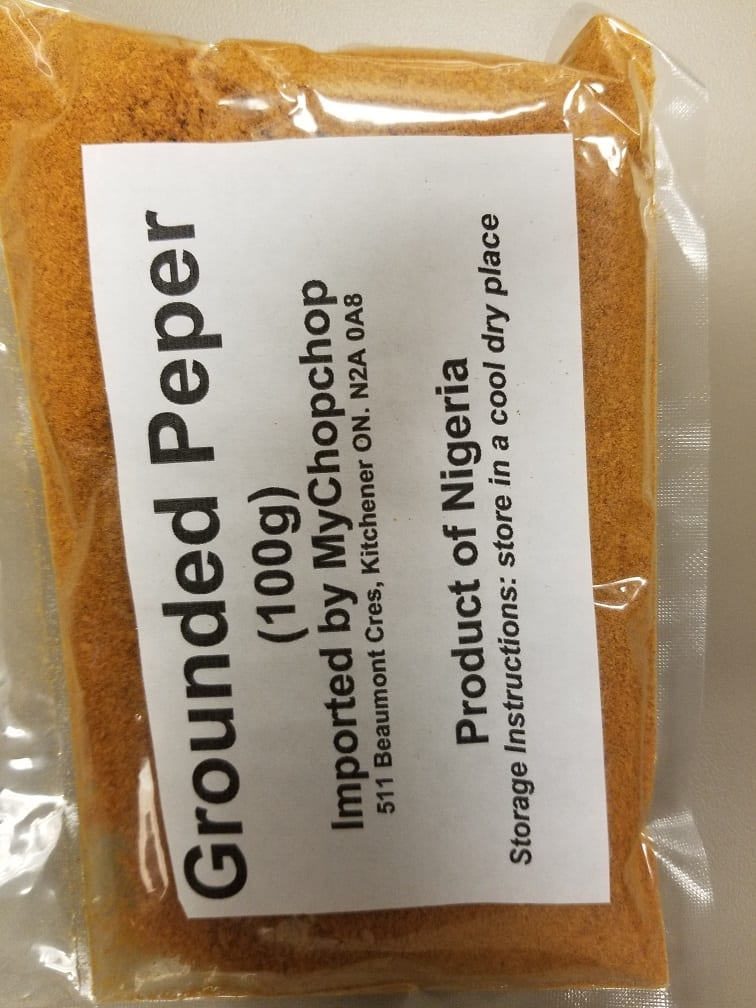 Grounded Peper
(100g)
Imported by MyChopchop
511 Beaumont Cres, Kitchener ON. N2A 0A8
Product of Nigeria
Storage Instructions: store in a cool dry place